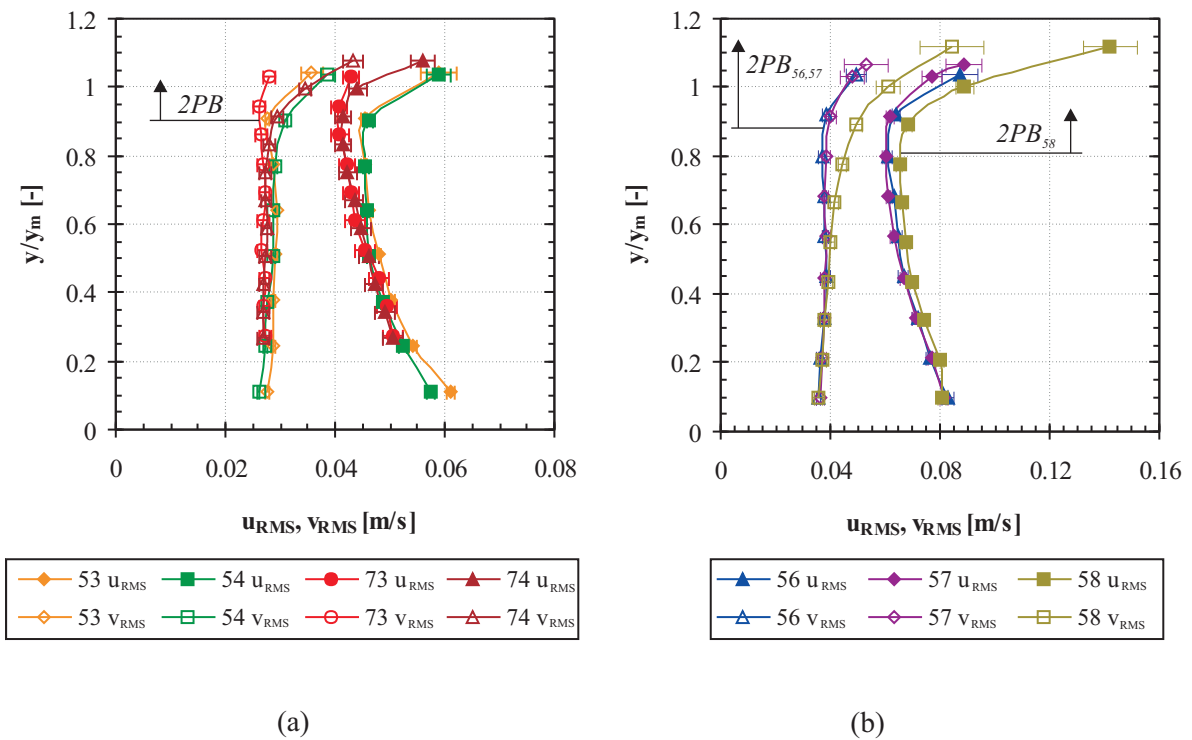 (a)
1.2
1
0.8
0.6
0.4
0.2
0
y/ym [-]
2PB
0 0.02 0.04 0.06 0.08
uRMS, vRMS [m/s]
53 uRMS 54 uRMS 73 uRMS 74 uRMS
53 vRMS 54 vRMS 73 vRMS 74 vRMS
(b)
1.2
1
0.8
0.6
0.4
0.2
0
y/ym [-]
2PB56,57
2PB58
0 0.04 0.08 0.12 0.16
uRMS, vRMS [m/s]
56 uRMS 57 uRMS 58 uRMS
56 vRMS 57 vRMS 58 vRMS
(a) (b)